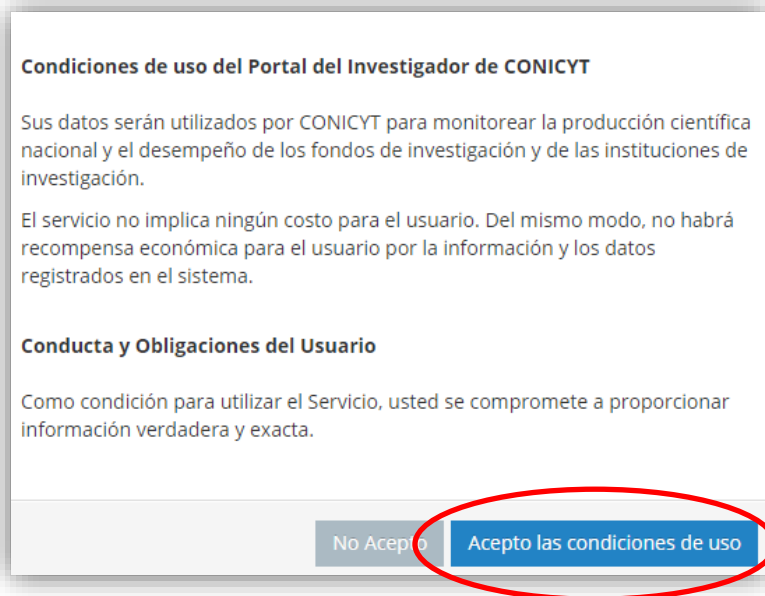 Condiciones de uso del Portal del Investigador de CONICYT
Sus datos serán utilizados por CONICYT para monitorear la producción científica
nacional y el desempeño de los fondos de investigación y de las instituciones de
investigación.
El servicio no implica ningún costo para el usuario. Del mismo modo, no habrá
recompensa económica para el usuario por la información y los datos
registrados en el sistema.
Conducta y Obligaciones del Usuario
Como condición para utilizar el Servicio, usted se compromete a proporcionar
información verdadera y exacta.
No Acepto Acepto las condiciones de uso